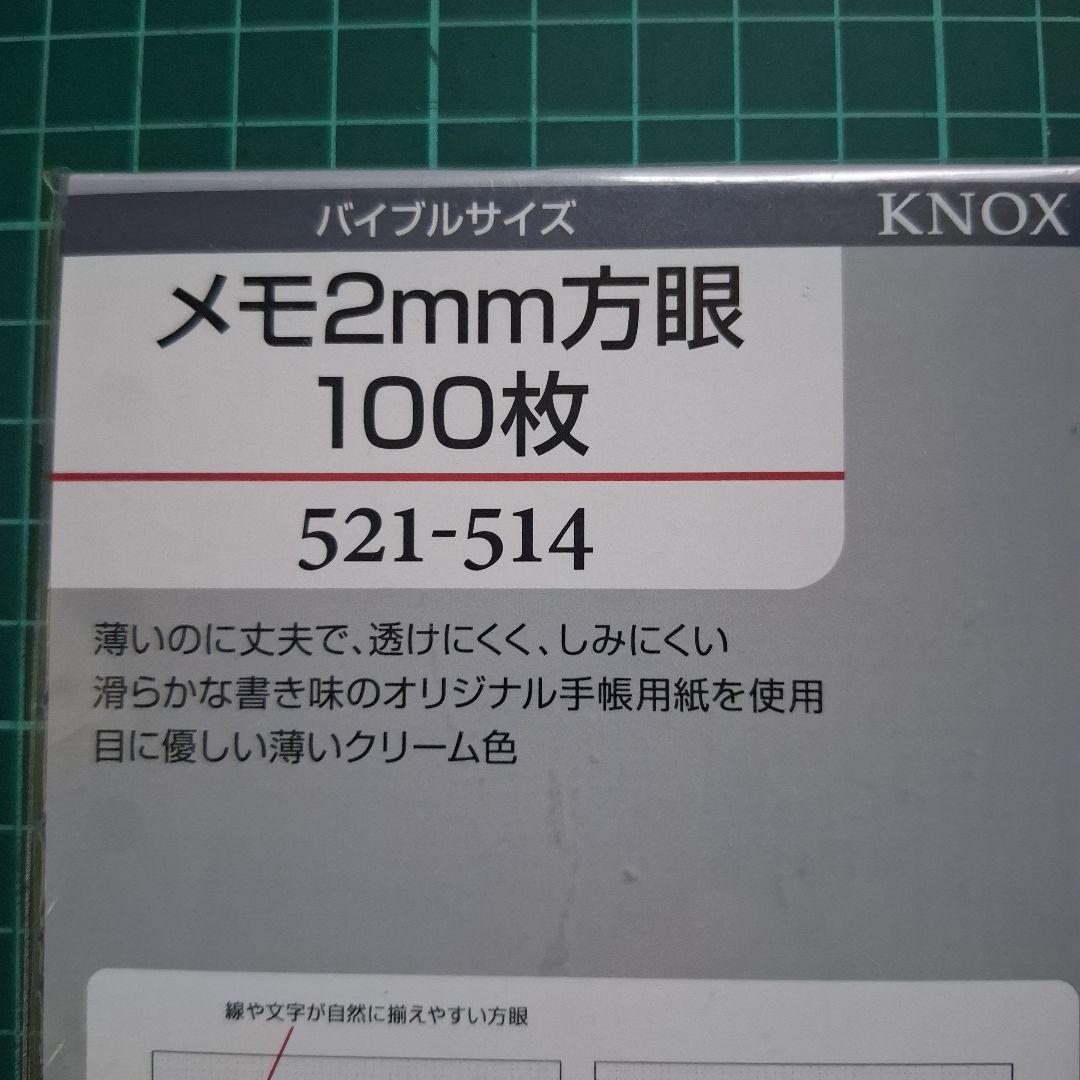 バイブルサイズ
KNOX
メモ2mm方眼
100枚
521-514
薄いのに丈夫で、透けにくく、しみにくい
滑らかな書き味のオリジナル手帳用紙を使用
目に優しい薄いクリーム色
線や文字が自然に揃えやすい方眼